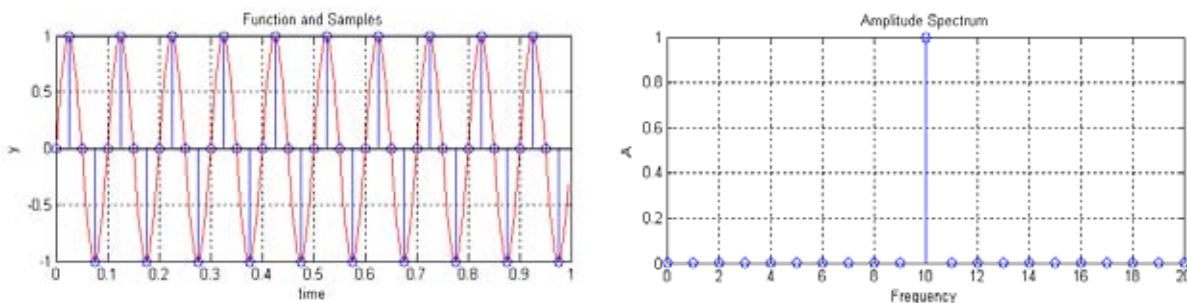 Function and Samples
1
0.5
0
-0.5
-1
y
0 0.1 0.2 0.3 0.4 0.5 0.6 0.7 0.8 0.9 1
time
Amplitude Spectrum
1
0.8
0.6
0.4
0.2
0
A
0 2 4 6 8 10 12 14 16 18 20
Frequency